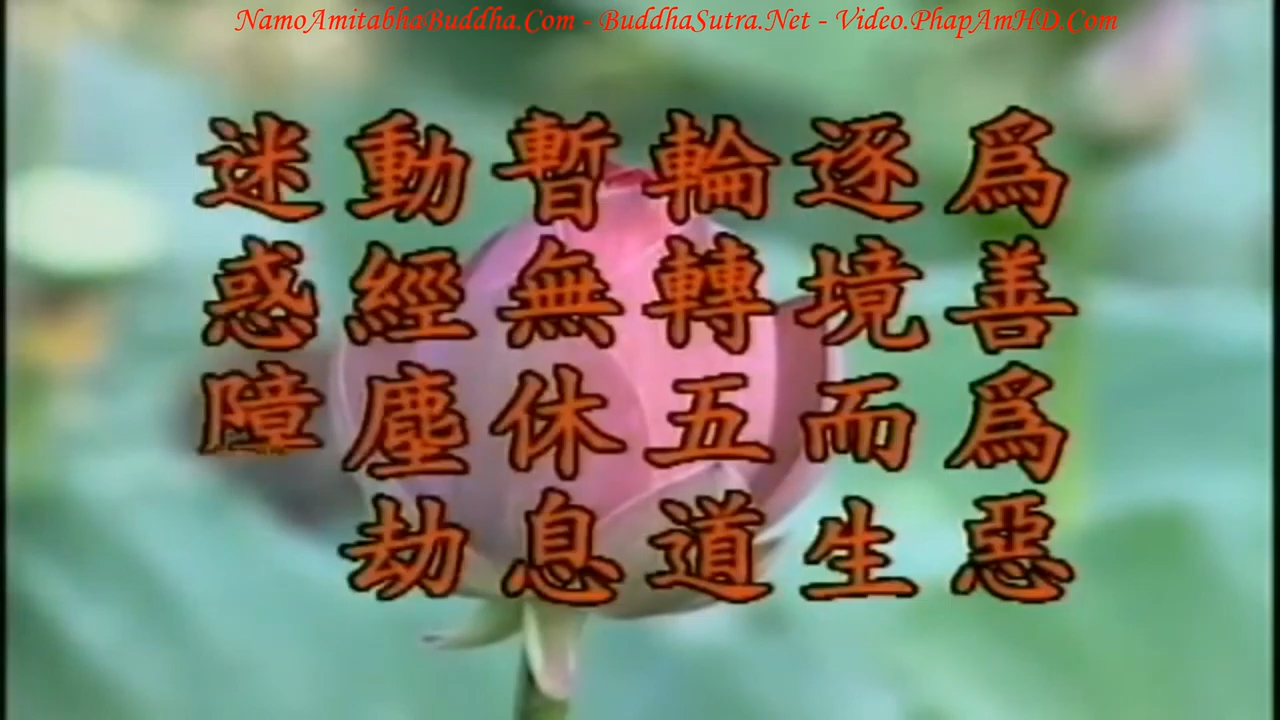 NamoAmitabhaBuddha.Com - BuddhaSutra.Net - Video.PhapAmHD.Com
爲善爲惡
逐境而生
輪轉五道
暫無休息
動經塵劫
迷惑障